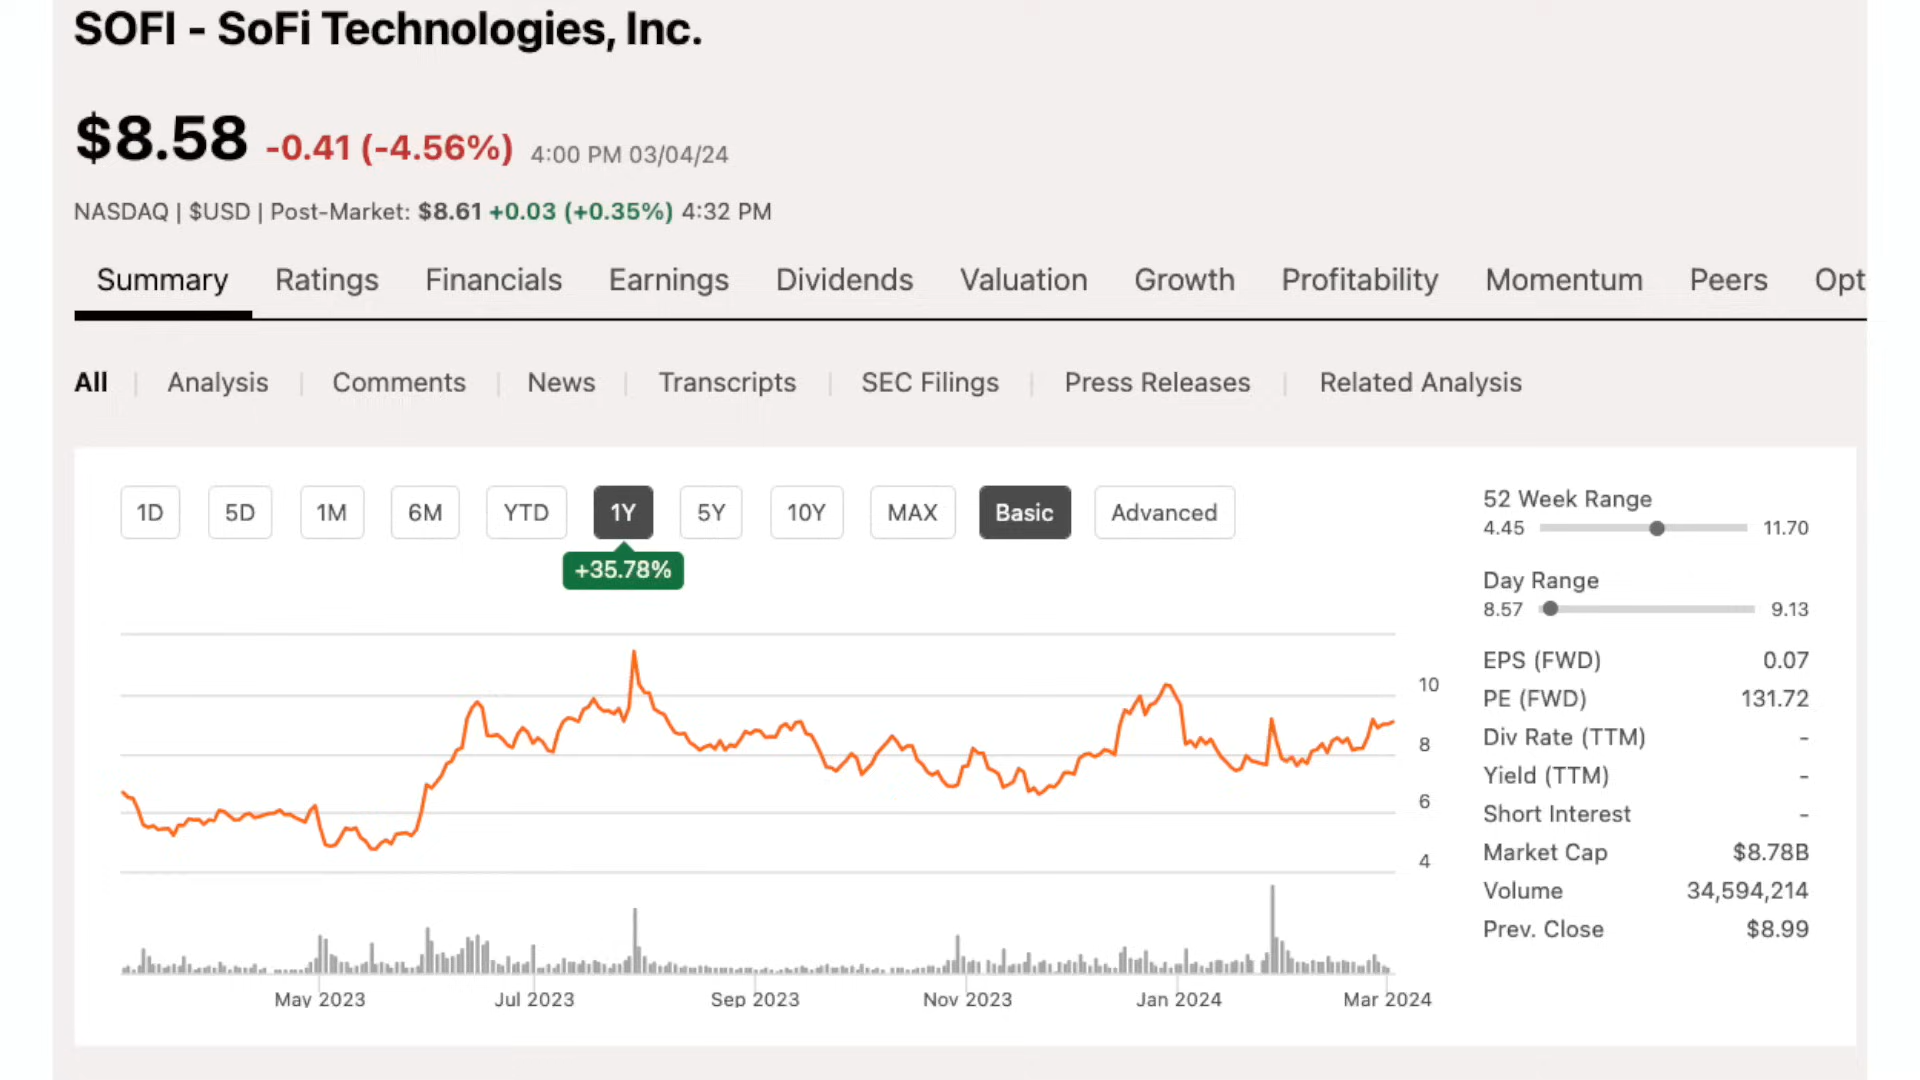 SOFI - SoFi Technologies, Inc.
$8.58 -0.41 (-4.56%) 4:00 PM 03/04/24
NASDAQ | $USD | Post-Market: $8.61 +0.03 (+0.35%) 4:32 PM
Summary Ratings Financials Earnings Dividends Valuation Growth Profitability Momentum Peers Opt
All | Analysis | Comments | News | Transcripts | SEC Filings | Press Releases | Related Analysis
1D 5D 1M 6M YTD 1Y 5Y 10Y MAX Basic Advanced
+35.78%
10
8
6
4
May 2023 Jul 2023 Sep 2023 Nov 2023 Jan 2024 Mar 2024
52 Week Range
4.45 11.70
Day Range
8.57 9.13
EPS (FWD) 0.07
PE (FWD) 131.72
Div Rate (TTM) -
Yield (TTM) -
Short Interest -
Market Cap $8.78B
Volume 34,594,214
Prev. Close $8.99